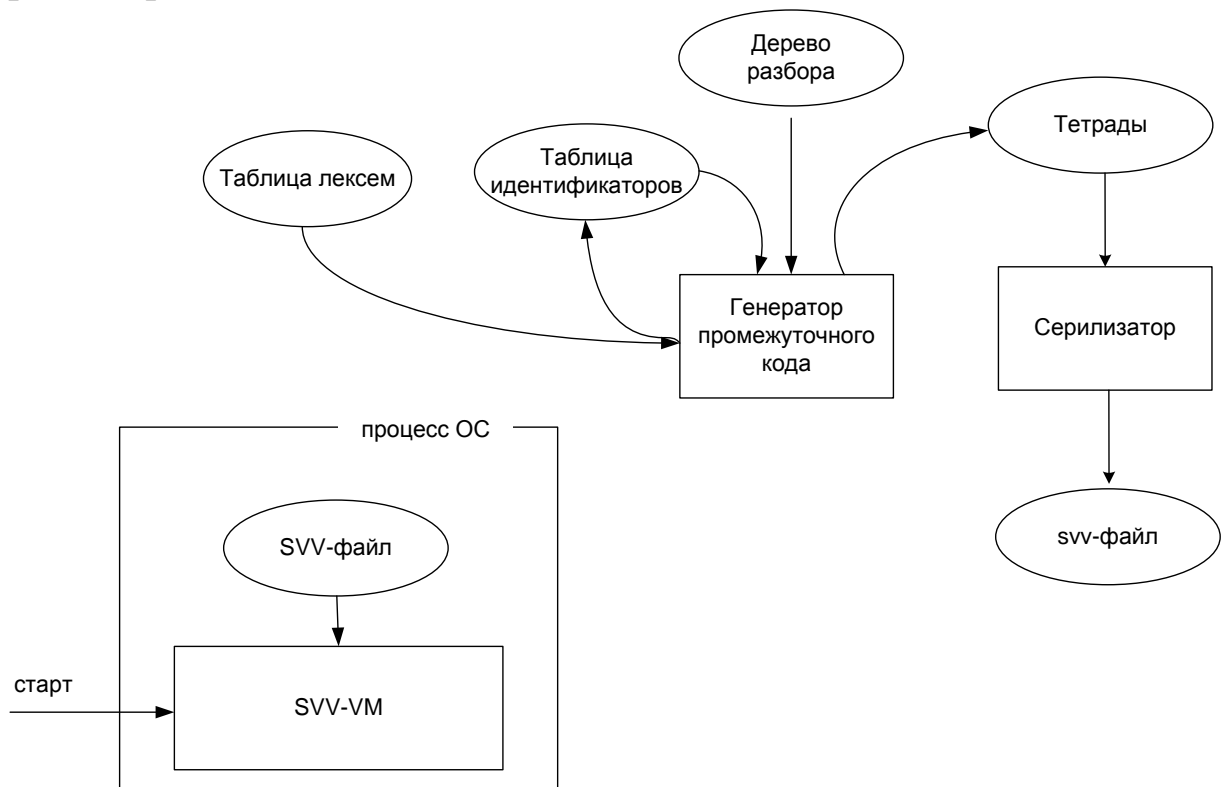 Дерево
разбора
Тетрады
Таблица
идентификаторов
Таблица лексем
Генератор
промежуточного
кода
Серилизатор
процесс ОС
SVV-файл
svv-файл
старт
SVV-VM